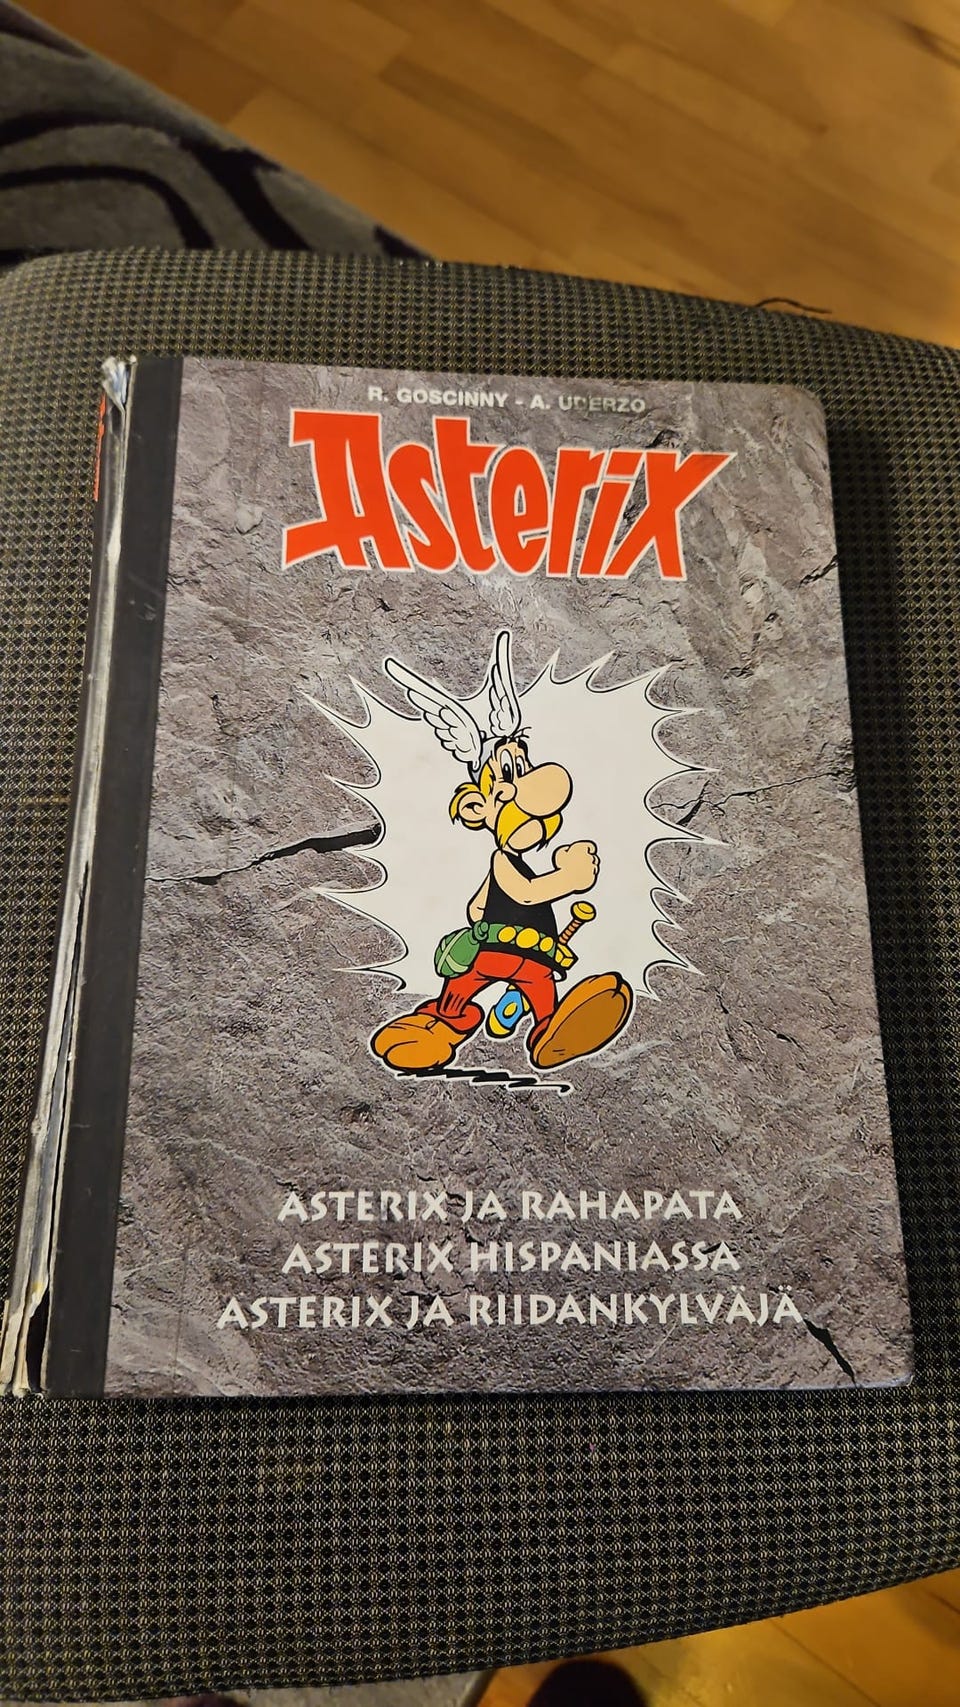 R. GOSCINNY - A. UDERZO
Asterix
ASTERIX JA RAHAPATA
ASTERIX HISPANIASSA
ASTERIX JA RIIDANKYLVÄJÄ